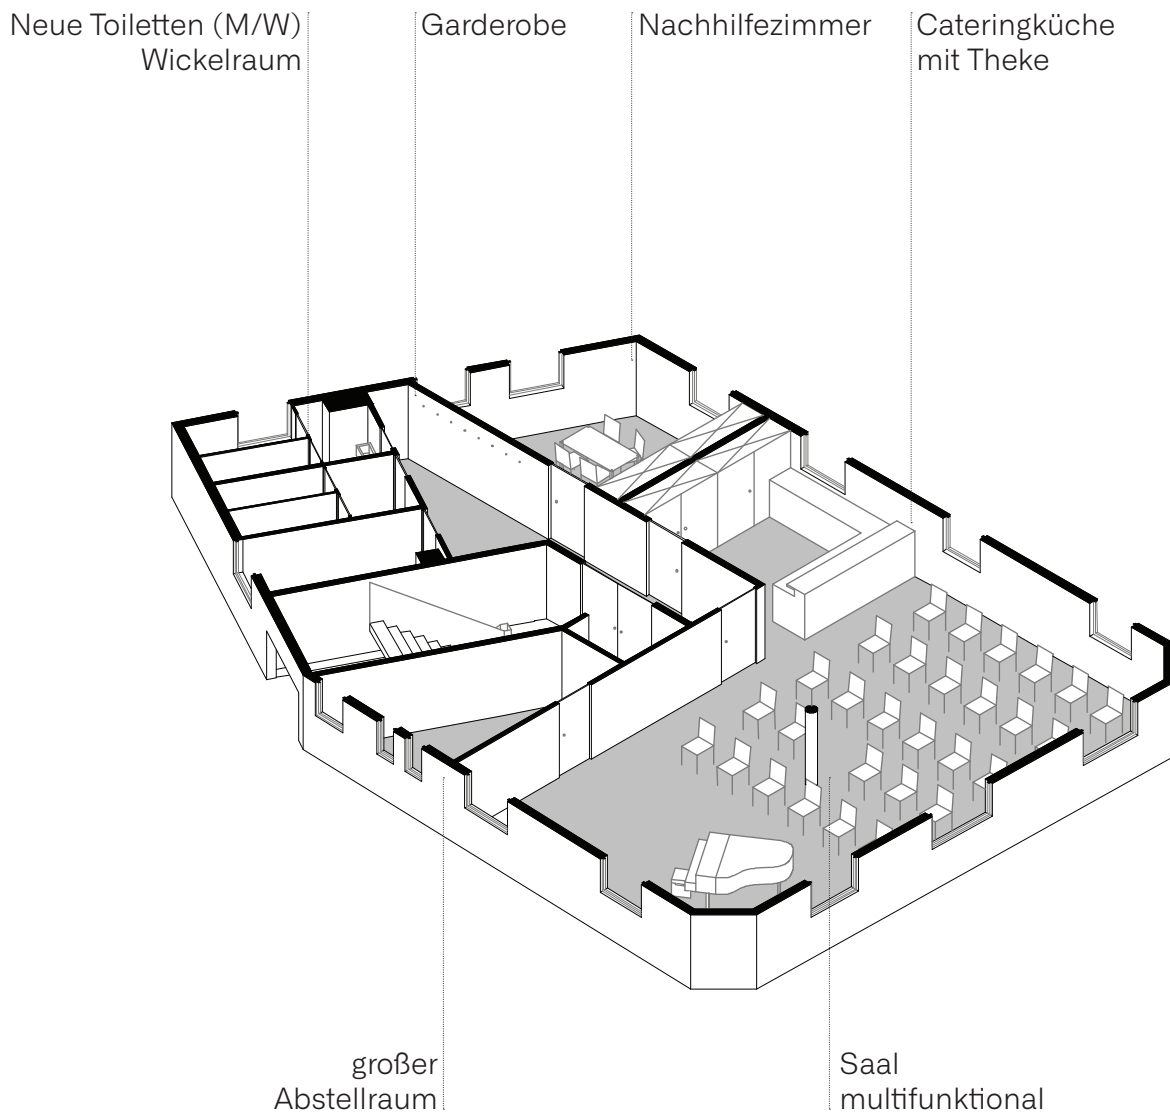 Neue Toiletten (M/W)
Wickelraum
Garderobe
Nachhilfezimmer
Cateringküche
mit Theke
großer
Abstellraum
Saal
multifunktional